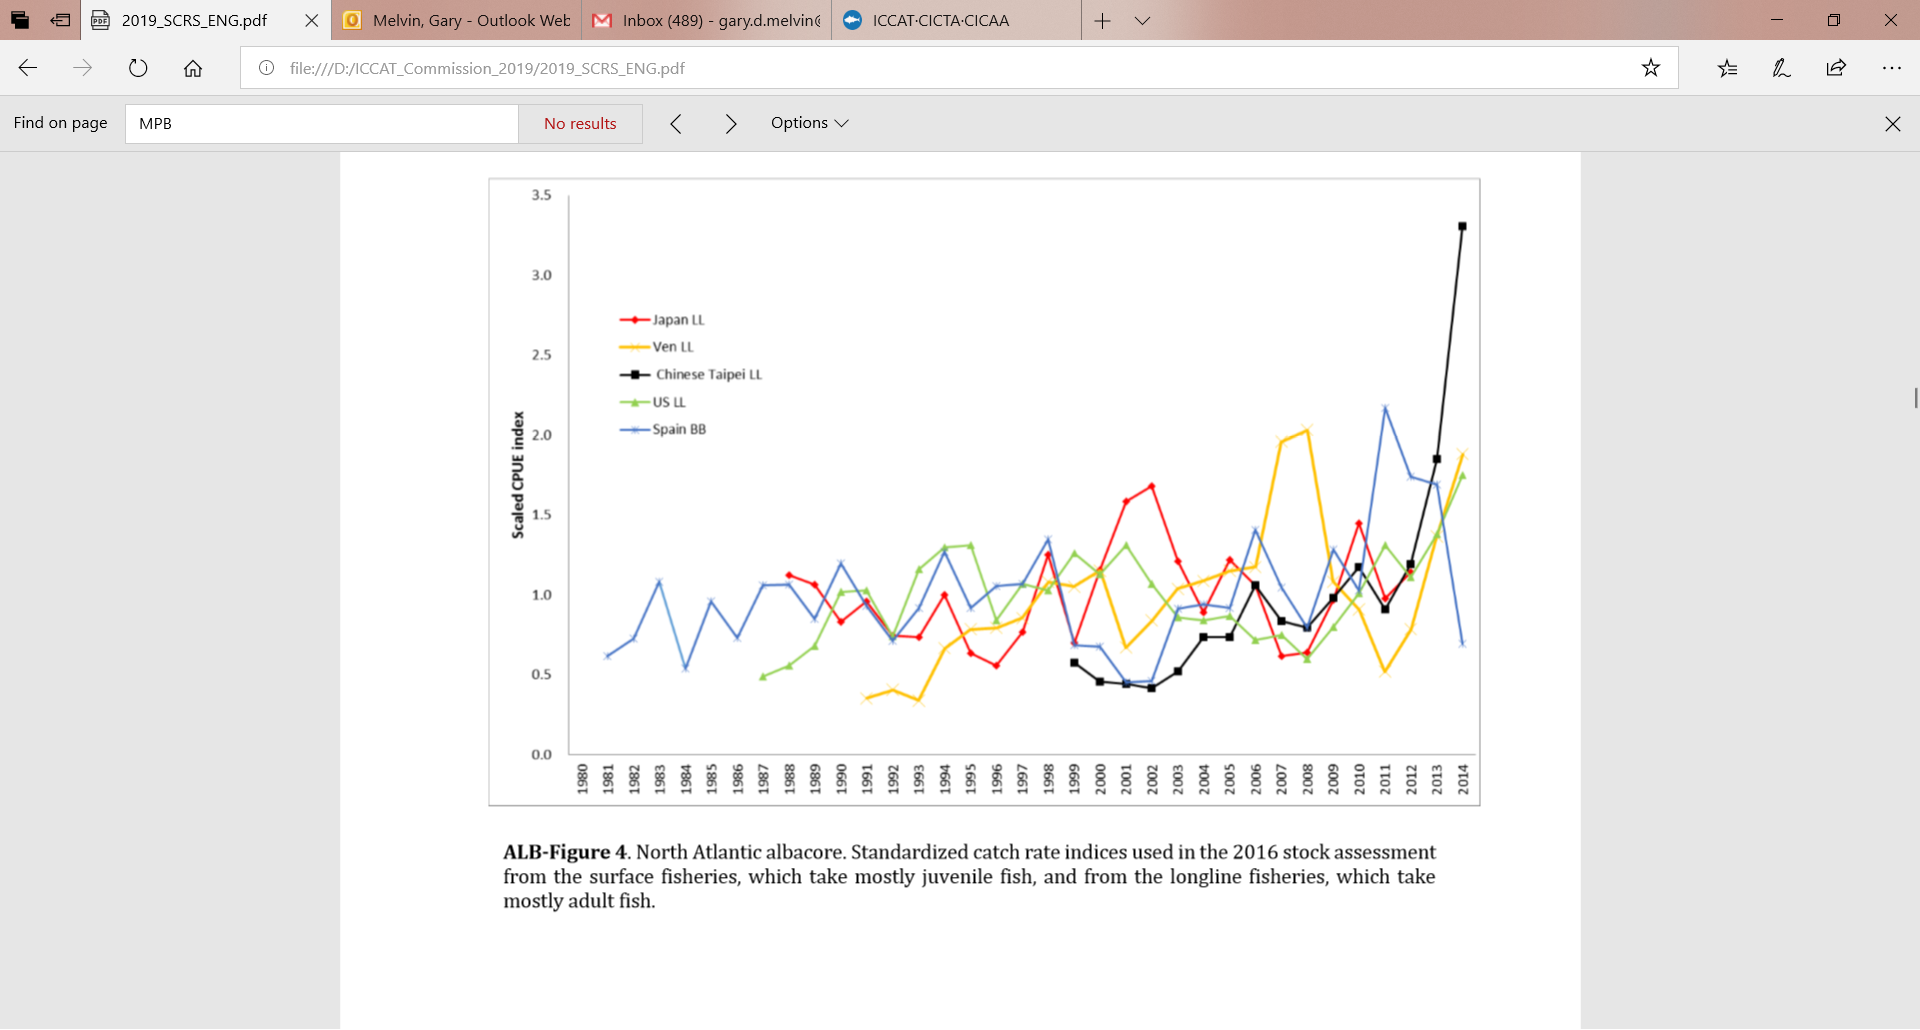 2019_SCRS_ENG.pdf
Melvin, Gary - Outlook Web
Inbox (489) - gary.d.melvin
ICCAT·CICTA·CICAA
file:///D:/ICCAT_Commission_2019/2019_SCRS_ENG.pdf
Find on page
MPB
No results
Options
PDF
3.5
3.0
2.5
2.0
1.5
1.0
0.5
0.0
Scaled CPUE index
Japan LL
Ven LL
Chinese Taipei LL
US LL
Spain BB
1980
1981
1982
1983
1984
1985
1986
1987
1988
1989
1990
1991
1992
1993
1994
1995
1996
1997
1998
1999
2000
2001
2002
2003
2004
2005
2006
2007
2008
2009
2010
2011
2012
2013
2014
ALB-Figure 4. North Atlantic albacore. Standardized catch rate indices used in the 2016 stock assessment
from the surface fisheries, which take mostly juvenile fish, and from the longline fisheries, which take
mostly adult fish.